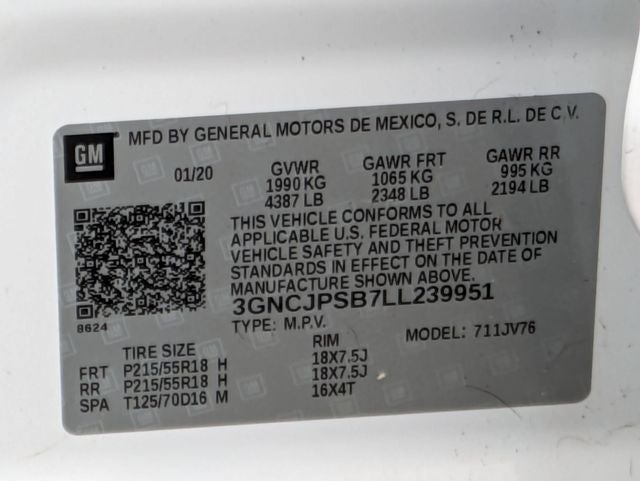 GM
MFD BY GENERAL MOTORS DE MEXICO, S. DE R.L. DE C.V.
01/20 GVWR GAWR FRT GAWR RR
1990 KG 1065 KG 995 KG
4387 LB 2348 LB 2194 LB
THIS VEHICLE CONFORMS TO ALL
APPLICABLE U.S. FEDERAL MOTOR
VEHICLE SAFETY AND THEFT PREVENTION
STANDARDS IN EFFECT ON THE DATE OF
MANUFACTURE SHOWN ABOVE.
3GNCJPSB7LL239951
8624
TYPE: M.P.V. MODEL: 711JV76
TIRE SIZE RIM
FRT P215/55R18 H 18X7.5J
RR P215/55R18 H 18X7.5J
SPA T125/70D16 M 16X4T